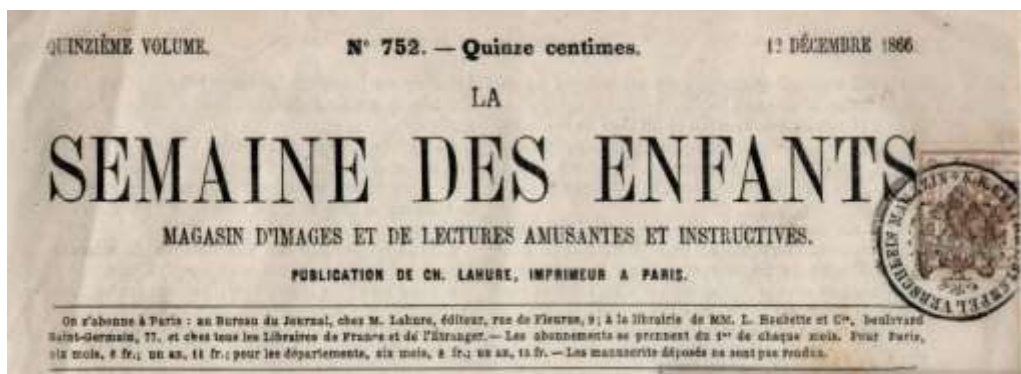 QUINZIÈME VOLUME. N° 752. — Quinze centimes. 12 DÉCEMBRE 1866
LA
SEMAINE DES ENFANTS
MAGASIN D'IMAGES ET DE LECTURES AMUSANTES ET INSTRUCTIVES.
PUBLICATION DE CH. LAHURE, IMPRIMEUR A PARIS.
On s'abonne à Paris : au Bureau du Journal, chez M. Lahure, éditeur, rue de Fleurus, 9; à la librairie de MM. L. Hachette et Cie, boulevard
Saint-Germain, 77, et chez tous les Libraires de France et de l'Étranger. — Les abonnements se prennent du 1er de chaque mois. Pour Paris,
six mois, 6 fr.; un an, 11 fr.; pour les départements, six mois, 8 fr.; un an, 15 fr. — Les manuscrits déposés ne sont pas rendus.